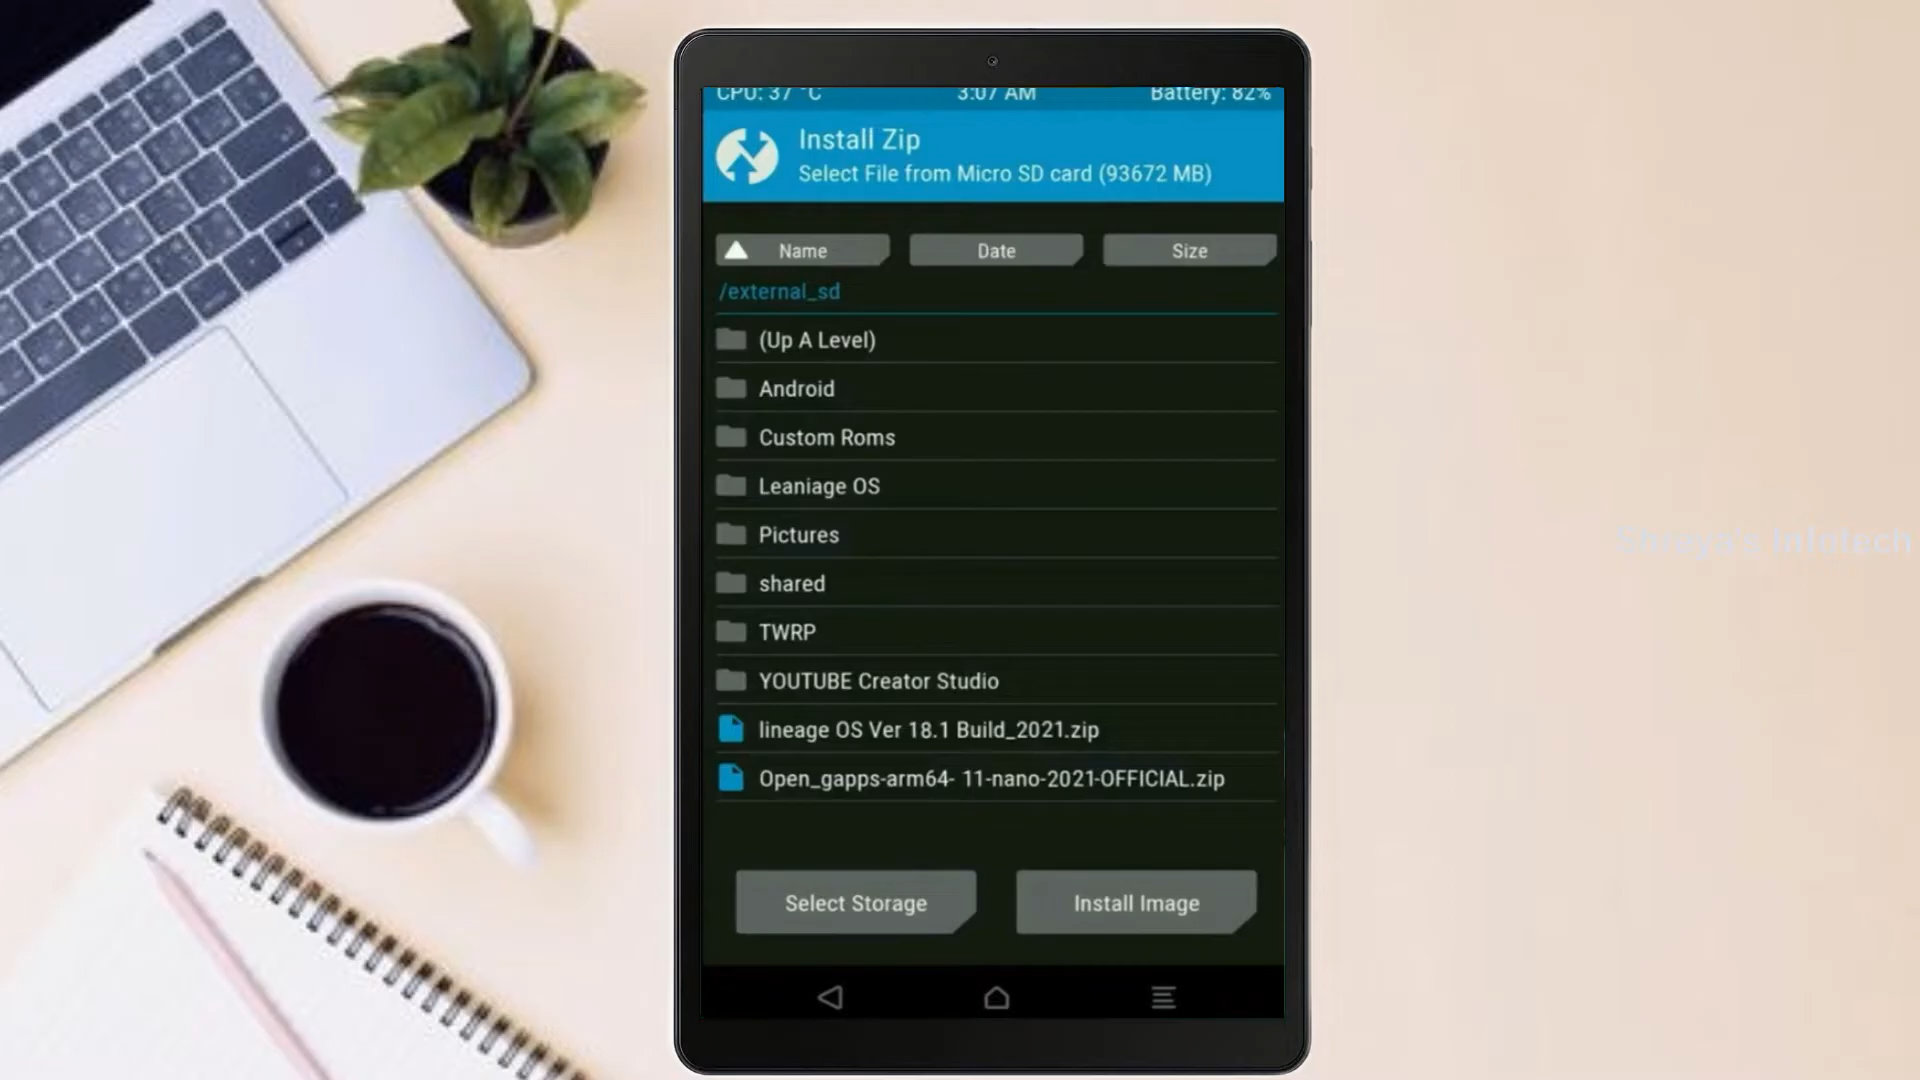 CPU: 37 °C 3:07 AM Battery: 82%
Install Zip
Select File from Micro SD card (93672 MB)
Name Date Size
/external_sd
(Up A Level)
Android
Custom Roms
Leaniage OS
Pictures
shared
TWRP
YOUTUBE Creator Studio
lineage OS Ver 18.1 Build_2021.zip
Open_gapps-arm64- 11-nano-2021-OFFICIAL.zip
Select Storage Install Image
Shreya's Infotech